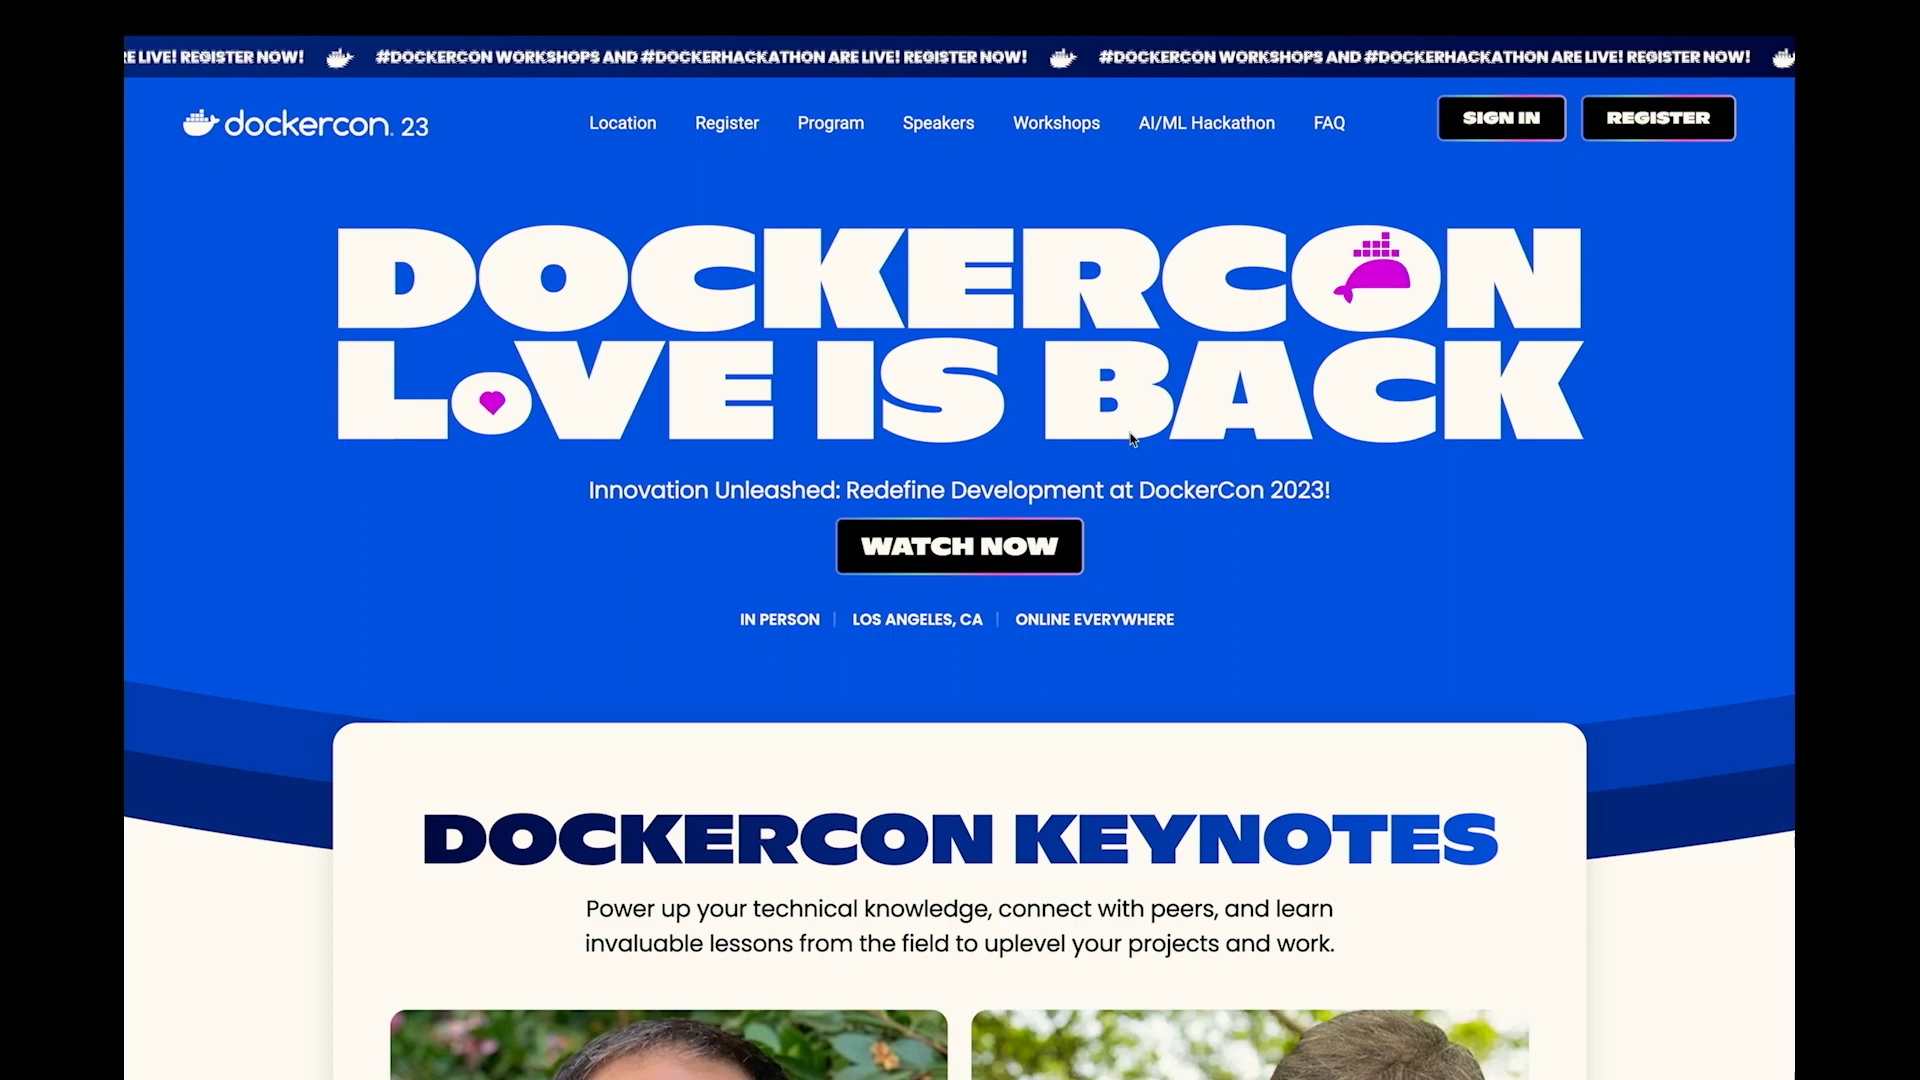 RE LIVE! REGISTER NOW! #DOCKERCON WORKSHOPS AND #DOCKERHACKATHON ARE LIVE! REGISTER NOW! #DOCKERCON WORKSHOPS AND #DOCKERHACKATHON ARE LIVE! REGISTER NOW!
dockercon. 23 Location Register Program Speakers Workshops AI/ML Hackathon FAQ SIGN IN REGISTER
DOCKERCON
LoVE IS BACK
Innovation Unleashed: Redefine Development at DockerCon 2023!
WATCH NOW
IN PERSON | LOS ANGELES, CA | ONLINE EVERYWHERE
DOCKERCON KEYNOTES
Power up your technical knowledge, connect with peers, and learn
invaluable lessons from the field to uplevel your projects and work.